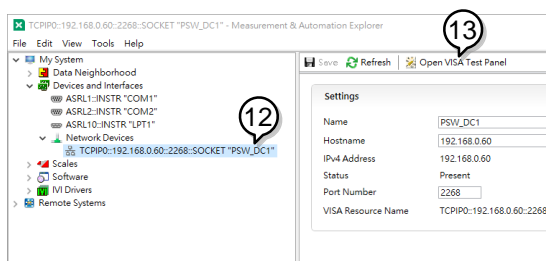 TCPIP0::192.168.0.60::2268::SOCKET "PSW_DC1" - Measurement & Automation Explorer
File Edit View Tools Help
13
My System
Data Neighborhood
Devices and Interfaces
ASRL1::INSTR "COM1"
ASRL2::INSTR "COM2"
ASRL10::INSTR "LPT1"
Network Devices
TCPIP0::192.168.0.60::2268::SOCKET "PSW_DC1"
Scales
Software
IVI Drivers
Remote Systems
12
Save Refresh Open VISA Test Panel
Settings
Name PSW_DC1
Hostname 192.168.0.60
IPv4 Address 192.168.0.60
Status Present
Port Number 2268
VISA Resource Name TCPIP0::192.168.0.60::2268